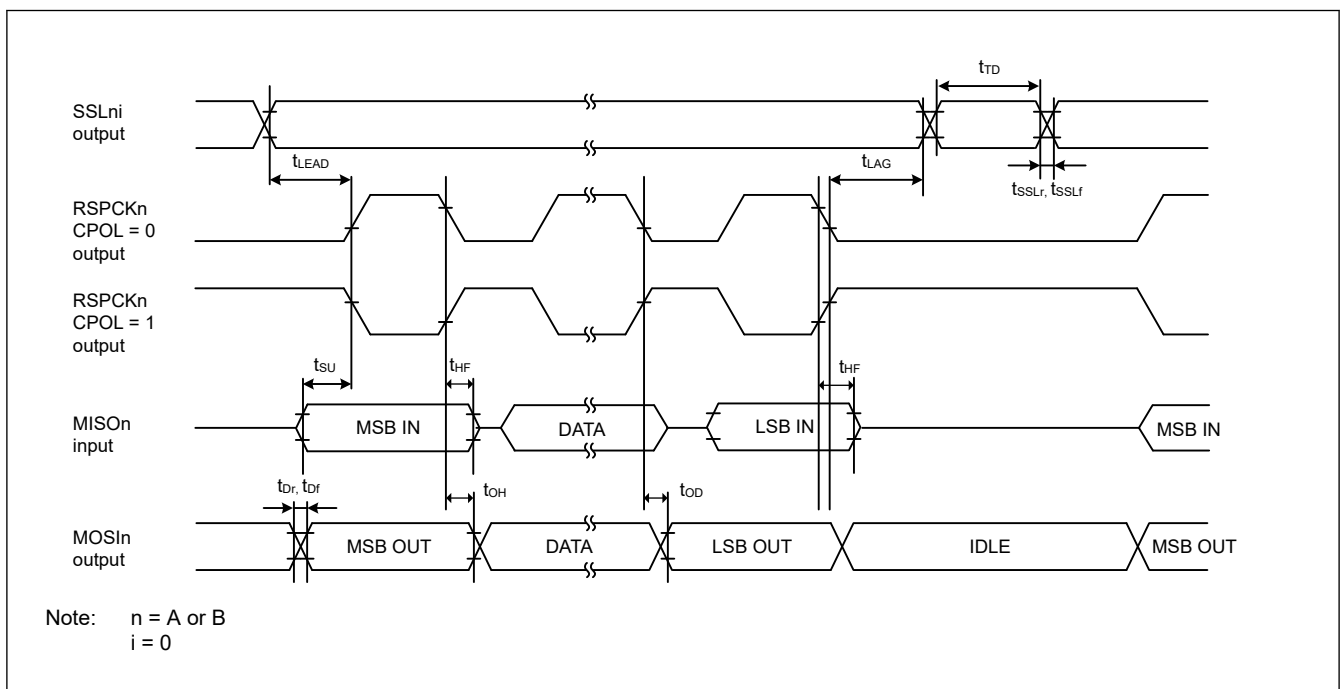 tTD
SSLni
output
tLEAD
tLAG
tSSLr, tSSLf
RSPCKn
CPOL = 0
output
RSPCKn
CPOL = 1
output
tSU
tHF
tHF
MISOn
input
MSB IN
DATA
LSB IN
MSB IN
tDr, tDf
tOH
tOD
MOSIn
output
MSB OUT
DATA
LSB OUT
IDLE
MSB OUT
Note: n = A or B
i = 0